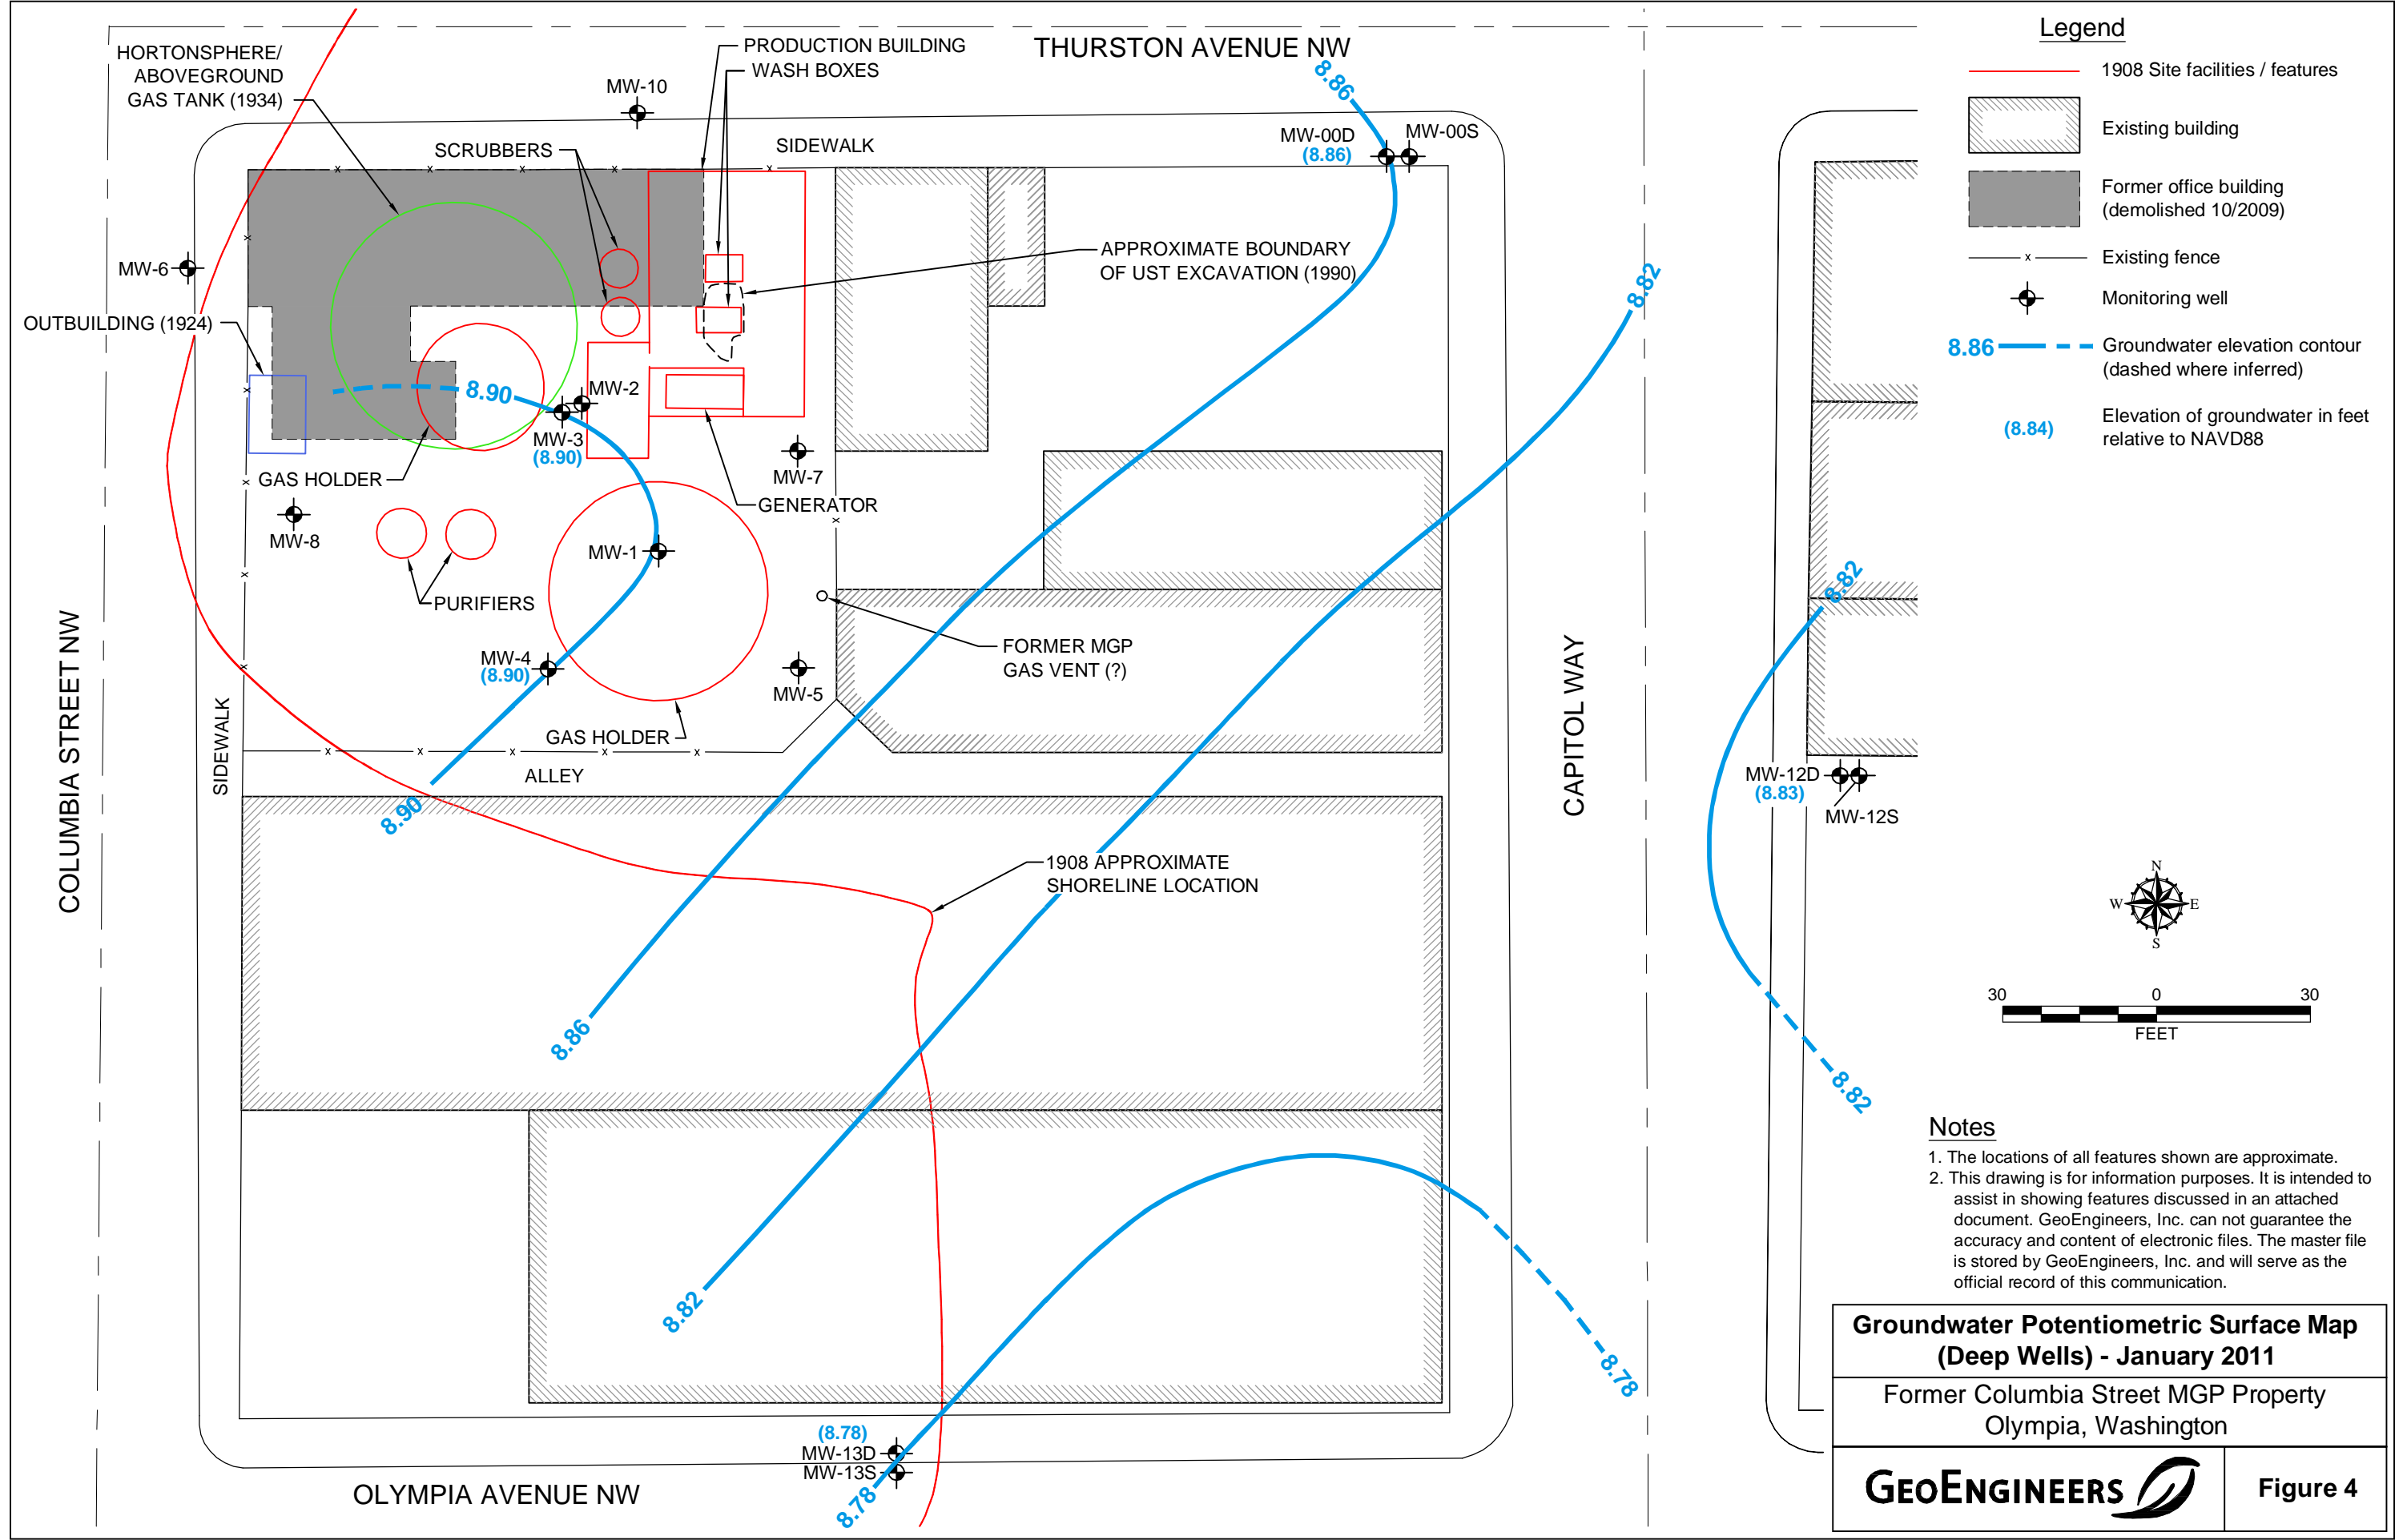 THURSTON AVENUE NW
HORTONSPHERE/
ABOVEGROUND
GAS TANK (1934)
PRODUCTION BUILDING
WASH BOXES
MW-10
SCRUBBERS
SIDEWALK
8.86
MW-00D
(8.86)
MW-00S
MW-6
APPROXIMATE BOUNDARY
OF UST EXCAVATION (1990)
8.82
OUTBUILDING (1924)
8.90
MW-2
MW-3
(8.90)
GAS HOLDER
MW-7
GENERATOR
MW-8
MW-1
PURIFIERS
8.82
FORMER MGP
GAS VENT (?)
MW-4
(8.90)
MW-5
COLUMBIA STREET NW
SIDEWALK
GAS HOLDER
ALLEY
CAPITOL WAY
MW-12D
(8.83)
MW-12S
8.90
1908 APPROXIMATE
SHORELINE LOCATION
8.86
8.82
8.82
8.78
(8.78)
MW-13D
MW-13S
8.78
OLYMPIA AVENUE NW
Legend
1908 Site facilities / features
Existing building
Former office building
(demolished 10/2009)
x
Existing fence
Monitoring well
8.86
Groundwater elevation contour
(dashed where inferred)
(8.84)
Elevation of groundwater in feet
relative to NAVD88
N
W
E
S
30 0 30
FEET
Notes
1. The locations of all features shown are approximate.
2. This drawing is for information purposes. It is intended to
assist in showing features discussed in an attached
document. GeoEngineers, Inc. can not guarantee the
accuracy and content of electronic files. The master file
is stored by GeoEngineers, Inc. and will serve as the
official record of this communication.
Groundwater Potentiometric Surface Map
(Deep Wells) - January 2011
Former Columbia Street MGP Property
Olympia, Washington
GEOENGINEERS
Figure 4